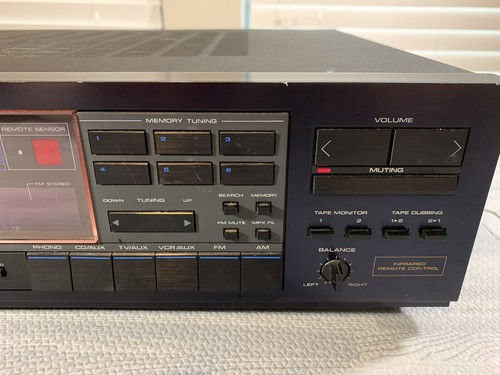 MEMORY TUNING
VOLUME
REMOTE SENSOR
1 2 3
MUTING
4 5 6
FM STEREO
DOWN TUNING UP
SEARCH MEMORY
TAPE MONITOR TAPE DUBBING
1 2 1▸2 2▸1
FM MUTE MPX FIL
PHONO CD/AUX TV/AUX VCR/AUX FM AM
BALANCE
LEFT RIGHT
INFRARED
REMOTE CONTROL